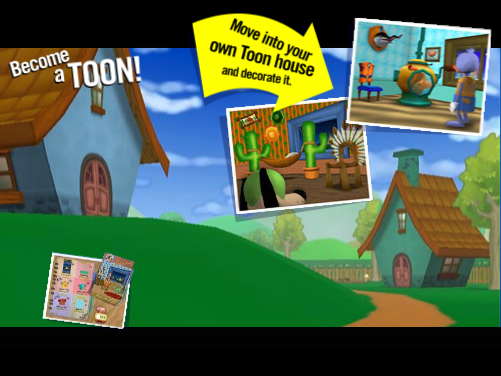 Become
a TOON!
Move into your
own Toon house
and decorate it.